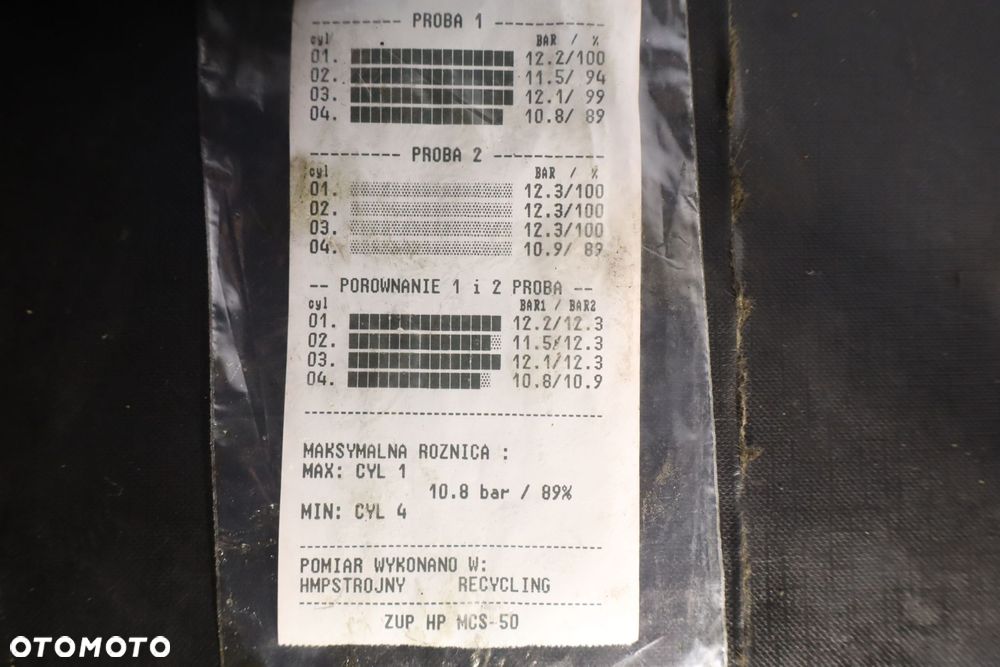 --------- PROBA 1 -----------
cyl BAR / %
01. 12.2/100
02. 11.5/ 94
03. 12.1/ 99
04. 10.8/ 89
--------- PROBA 2 -----------
cyl BAR / %
01. 12.3/100
02. 12.3/100
03. 12.3/100
04. 10.9/ 89
-- POROWNANIE 1 i 2 PROBA --
cyl BAR1 / BAR2
01. 12.2/12.3
02. 11.5/12.3
03. 12.1/12.3
04. 10.8/10.9
MAKSYMALNA ROZNICA :
MAX: CYL 1
10.8 bar / 89%
MIN: CYL 4
POMIAR WYKONANO W:
HMPSTROJNY RECYCLING
ZUP HP MCS-50
OTOMOTO